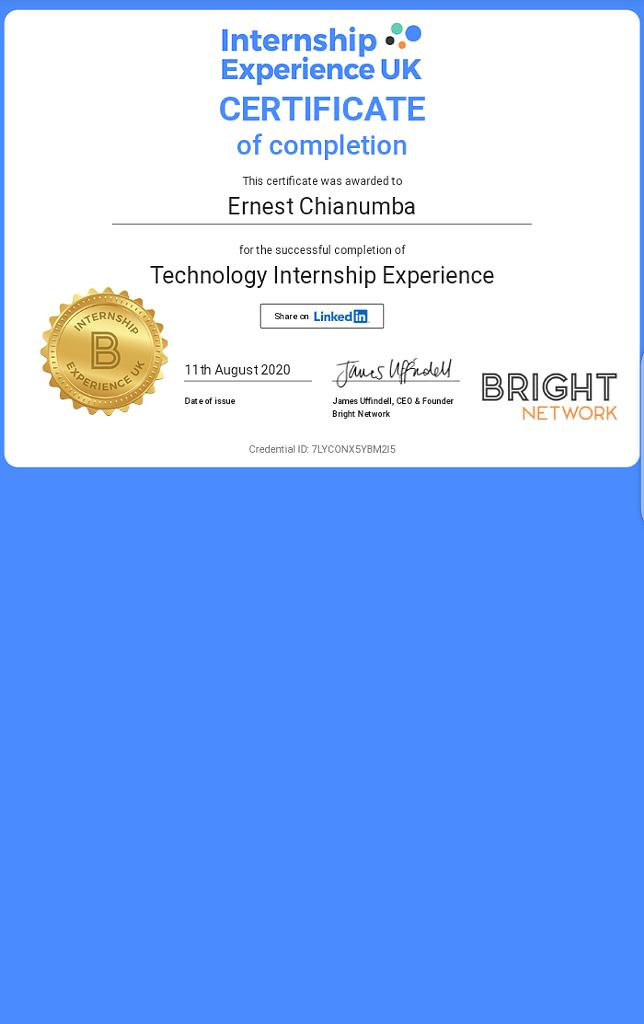 Internship
Experience UK
CERTIFICATE
of completion
This certificate was awarded to
Ernest Chianumba
for the successful completion of
Technology Internship Experience
Share on LinkedIn
INTERNSHIP
B
EXPERIENCE UK
11th August 2020
Date of issue
James Uffindell
James Uffindell, CEO & Founder
Bright Network
BRIGHT
NETWORK
Credential ID: 7LYC0NX5YBM2I5